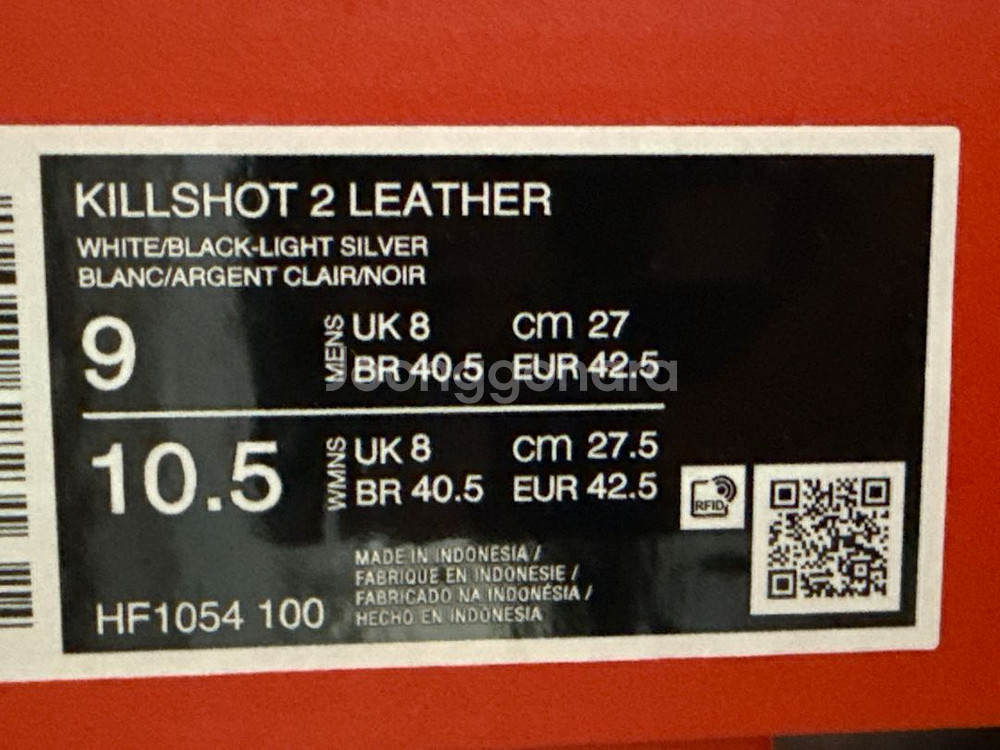 KILLSHOT 2 LEATHER
WHITE/BLACK-LIGHT SILVER
BLANC/ARGENT CLAIR/NOIR
9
MENS
UK 8 cm 27
BR 40.5 EUR 42.5
Joonggonara
10.5
WMNS
UK 8 cm 27.5
BR 40.5 EUR 42.5
RFID
MADE IN INDONESIA /
FABRIQUE EN INDONESIE /
FABRICADO NA INDONÉSIA /
HECHO EN INDONESIA
HF1054 100